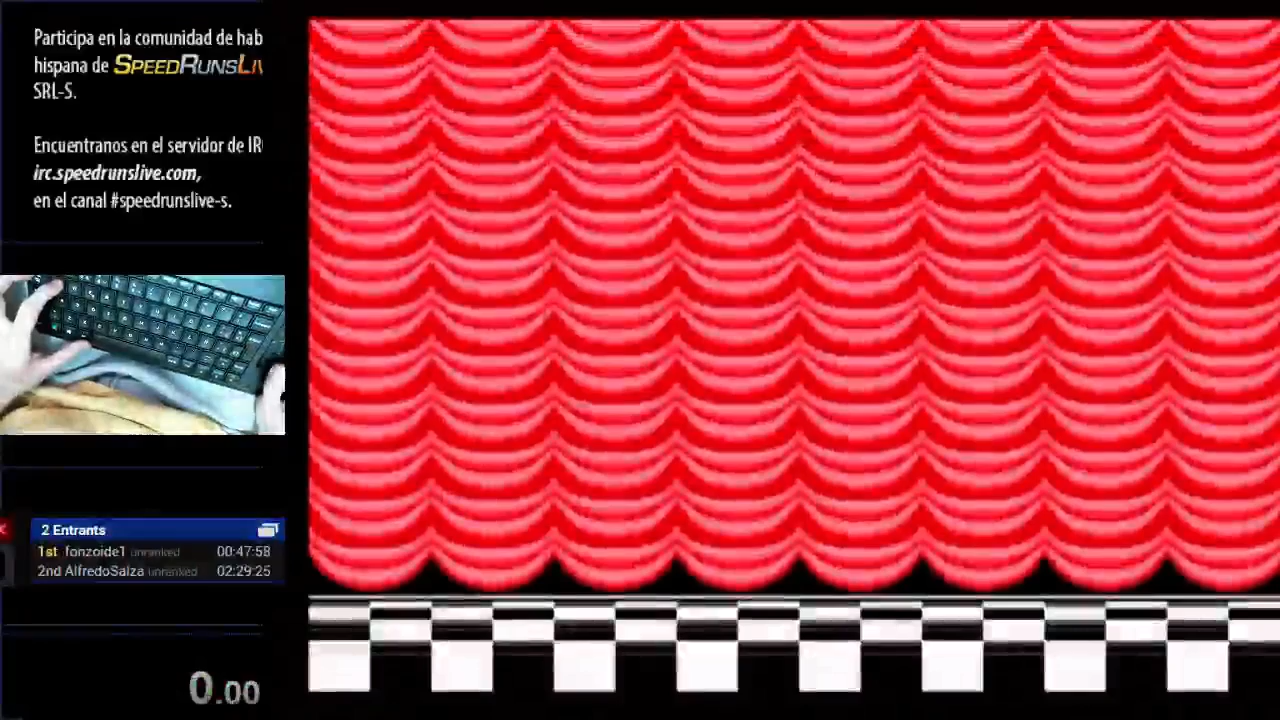 Participa en la comunidad de hab
hispana de SPEEDRUNSLIV
SRL-S.
Encuentranos en el servidor de IR
irc.speedrunslive.com,
en el canal #speedrunslive-s.
2 Entrants
1st fonzoide1 unranked 00:47:58
2nd AlfredoSalza unranked 02:29:25
0.00